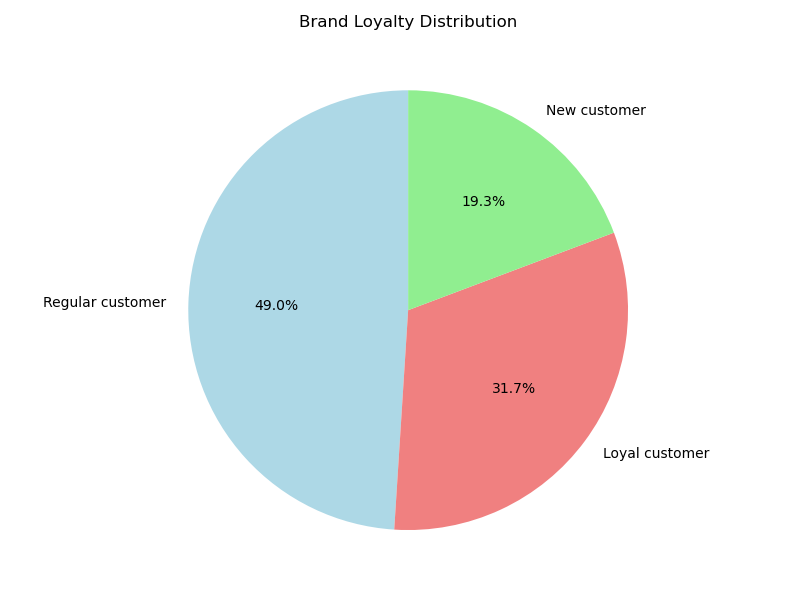 Brand Loyalty Distribution
New customer
19.3%
Regular customer
49.0%
31.7%
Loyal customer